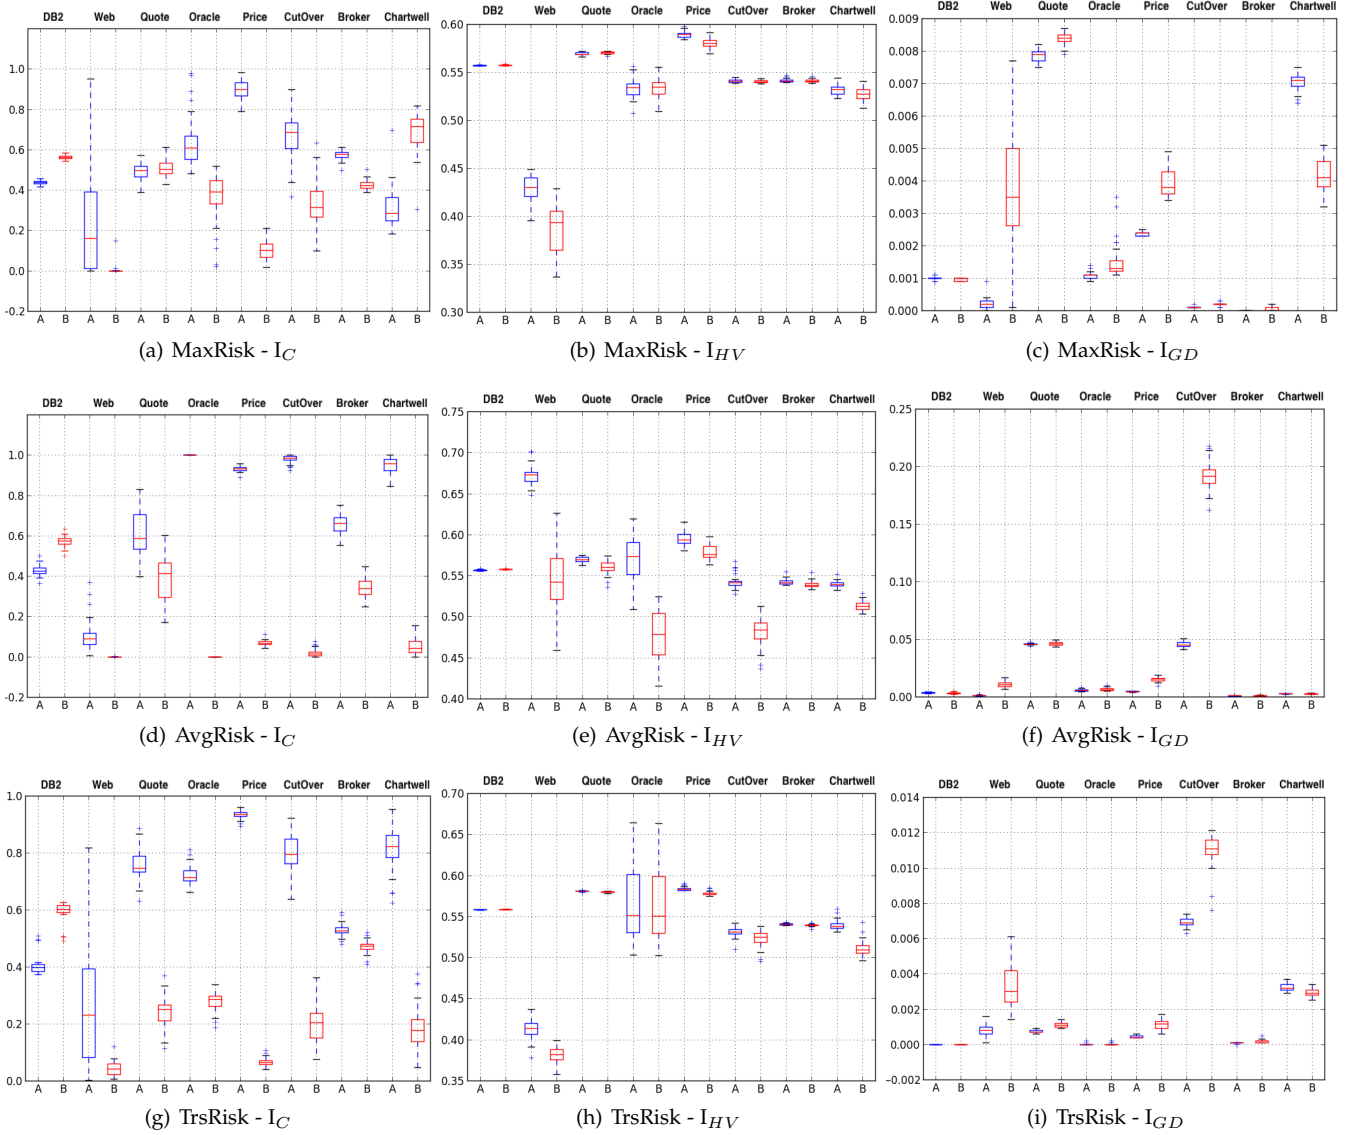 DB2 Web Quote Oracle Price CutOver Broker Chartwell
1.0
0.8
0.6
0.4
0.2
0.0
-0.2
A B A B A B A B A B A B A B A B
(a) MaxRisk - I_C
DB2 Web Quote Oracle Price CutOver Broker Chartwell
0.60
0.55
0.50
0.45
0.40
0.35
0.30
A B A B A B A B A B A B A B A B
(b) MaxRisk - I_HV
DB2 Web Quote Oracle Price CutOver Broker Chartwell
0.009
0.008
0.007
0.006
0.005
0.004
0.003
0.002
0.001
0.000
A B A B A B A B A B A B A B A B
(c) MaxRisk - I_GD
DB2 Web Quote Oracle Price CutOver Broker Chartwell
1.0
0.8
0.6
0.4
0.2
0.0
-0.2
A B A B A B A B A B A B A B A B
(d) AvgRisk - I_C
DB2 Web Quote Oracle Price CutOver Broker Chartwell
0.75
0.70
0.65
0.60
0.55
0.50
0.45
0.40
A B A B A B A B A B A B A B A B
(e) AvgRisk - I_HV
DB2 Web Quote Oracle Price CutOver Broker Chartwell
0.25
0.20
0.15
0.10
0.05
0.00
A B A B A B A B A B A B A B A B
(f) AvgRisk - I_GD
DB2 Web Quote Oracle Price CutOver Broker Chartwell
1.0
0.8
0.6
0.4
0.2
0.0
A B A B A B A B A B A B A B A B
(g) TrsRisk - I_C
DB2 Web Quote Oracle Price CutOver Broker Chartwell
0.70
0.65
0.60
0.55
0.50
0.45
0.40
0.35
A B A B A B A B A B A B A B A B
(h) TrsRisk - I_HV
DB2 Web Quote Oracle Price CutOver Broker Chartwell
0.014
0.012
0.010
0.008
0.006
0.004
0.002
0.000
−0.002
A B A B A B A B A B A B A B A B
(i) TrsRisk - I_GD